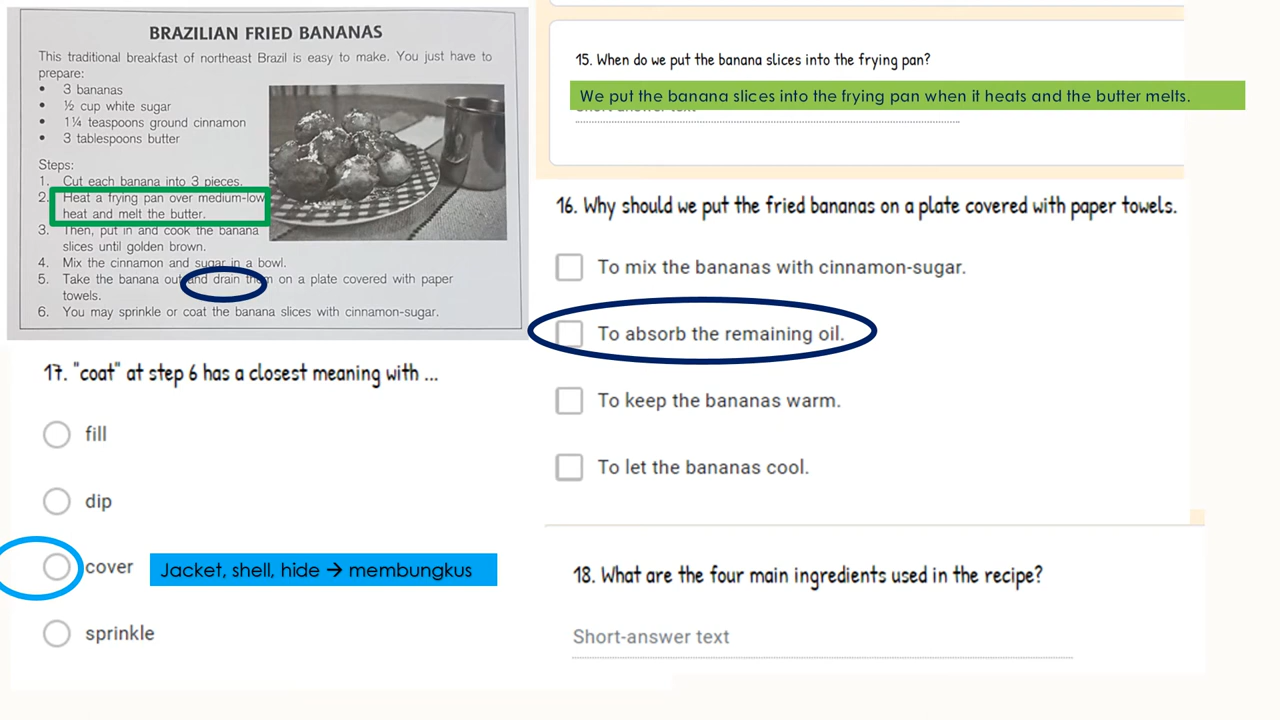 BRAZILIAN FRIED BANANAS
This traditional breakfast of northeast Brazil is easy to make. You just have to
prepare:
• 3 bananas
• ½ cup white sugar
• 1¼ teaspoons ground cinnamon
• 3 tablespoons butter
Steps:
1. Cut each banana into 3 pieces.
2. Heat a frying pan over medium-low
heat and melt the butter.
3. Then, put in and cook the banana
slices until golden brown.
4. Mix the cinnamon and sugar in a bowl.
5. Take the banana out and drain them on a plate covered with paper
towels.
6. You may sprinkle or coat the banana slices with cinnamon-sugar.
15. When do we put the banana slices into the frying pan?
We put the banana slices into the frying pan when it heats and the butter melts.
Short-answer text
16. Why should we put the fried bananas on a plate covered with paper towels.
To mix the bananas with cinnamon-sugar.
To absorb the remaining oil.
To keep the bananas warm.
To let the bananas cool.
17. "coat" at step 6 has a closest meaning with ...
fill
dip
cover
Jacket, shell, hide → membungkus
sprinkle
18. What are the four main ingredients used in the recipe?
Short-answer text